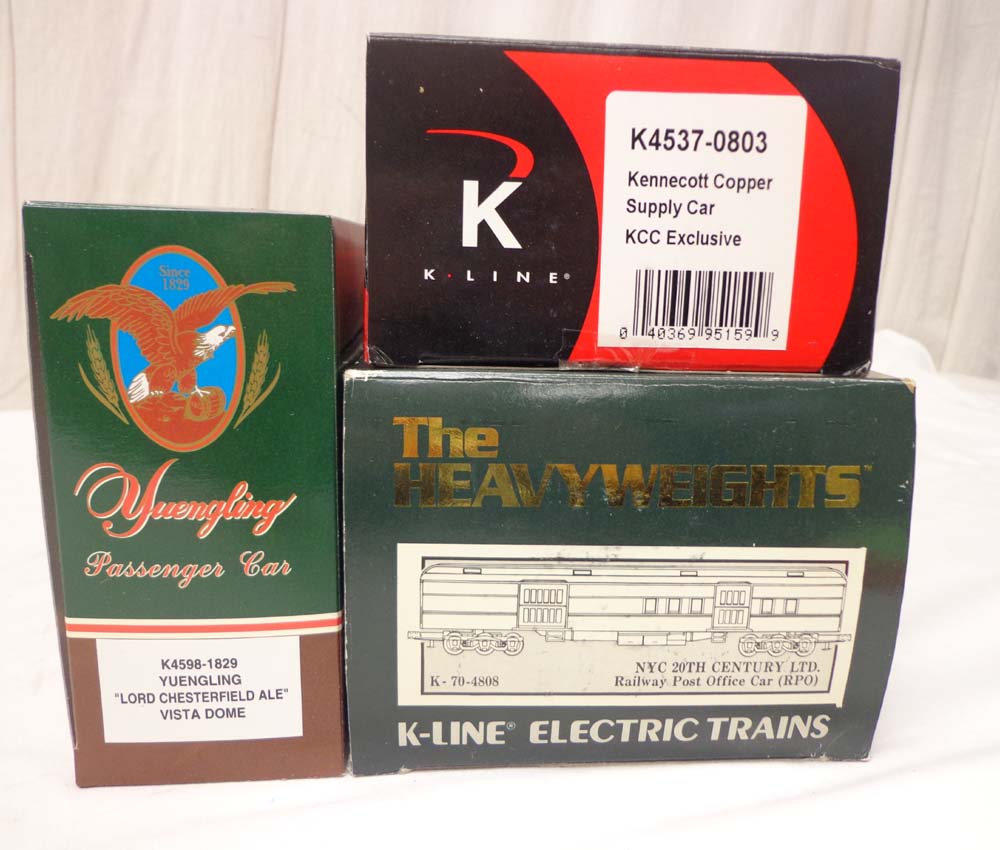 Since
1829
Yuengling
Passenger Car
K4598-1829
YUENGLING
"LORD CHESTERFIELD ALE"
VISTA DOME
K
K·LINE®
K4537-0803
Kennecott Copper
Supply Car
KCC Exclusive
0 40369 95159 9
The
HEAVYWEIGHTS™
NYC 20TH CENTURY LTD.
K-70-4808 Railway Post Office Car (RPO)
K-LINE® ELECTRIC TRAINS